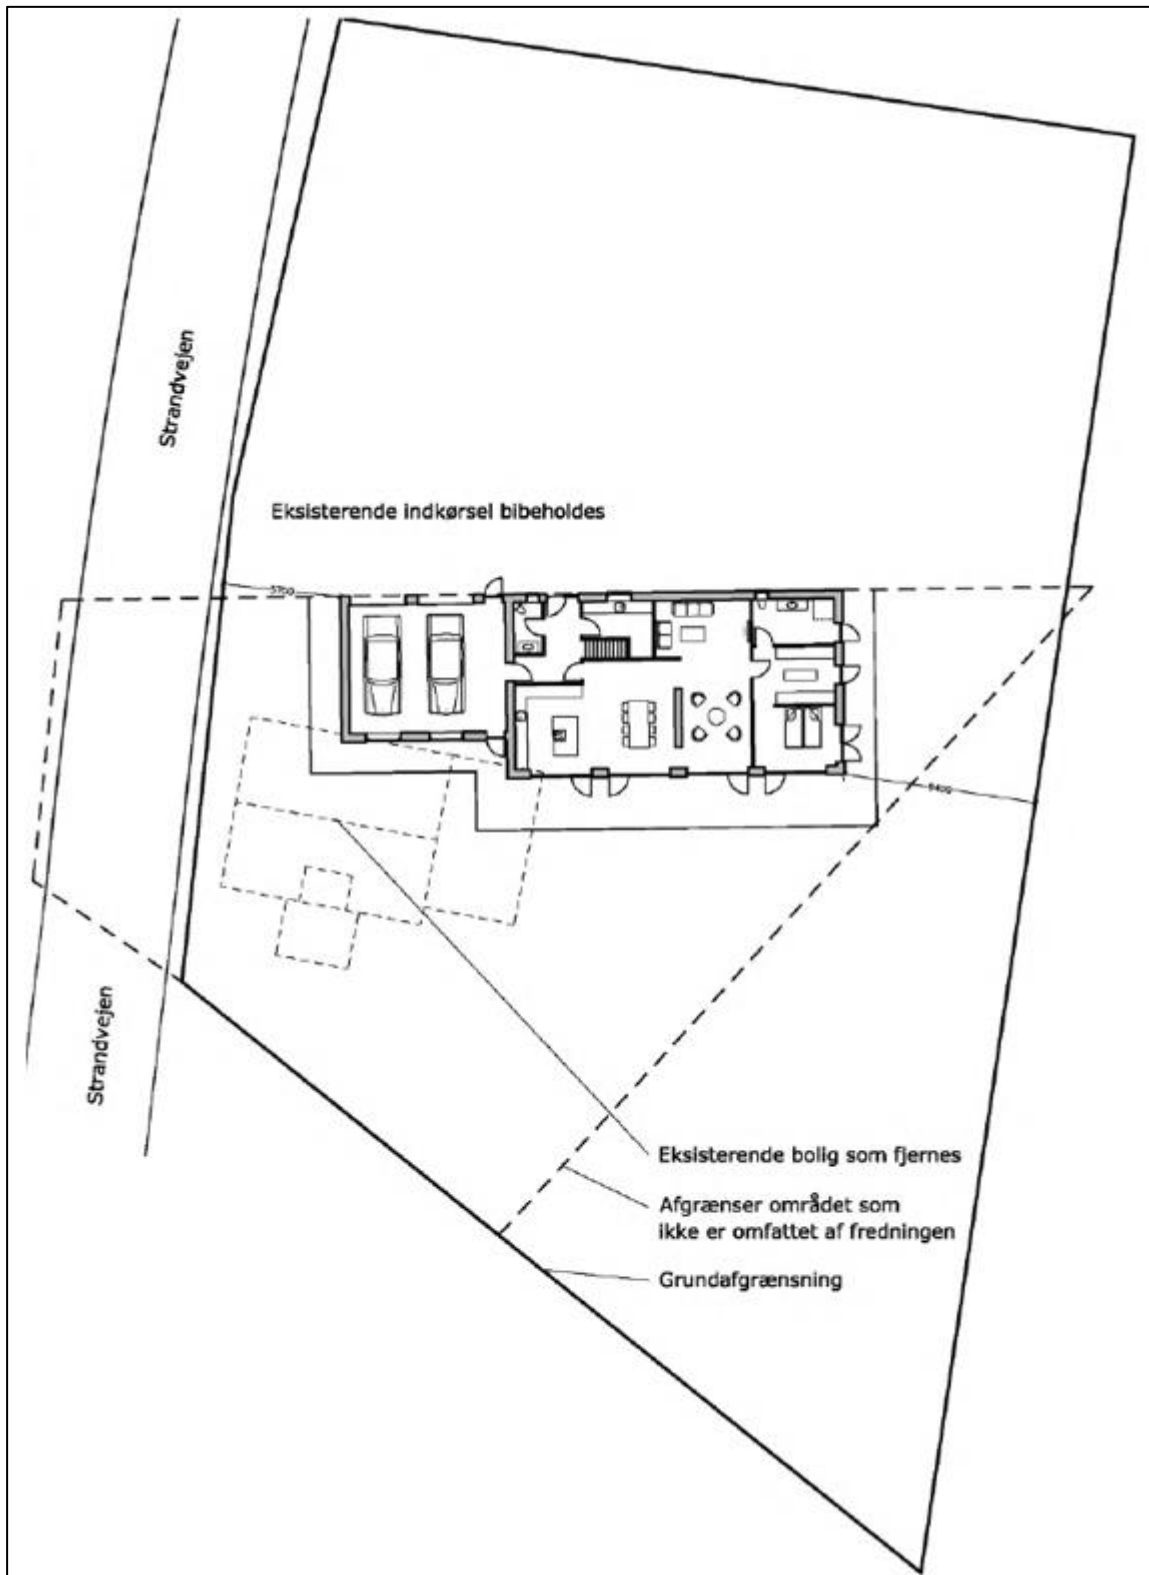 Strandvejen
Eksisterende indkørsel bibeholdes
Strandvejen
Eksisterende bolig som fjernes
Afgrænser området som
ikke er omfattet af fredningen
Grundafgrænsning